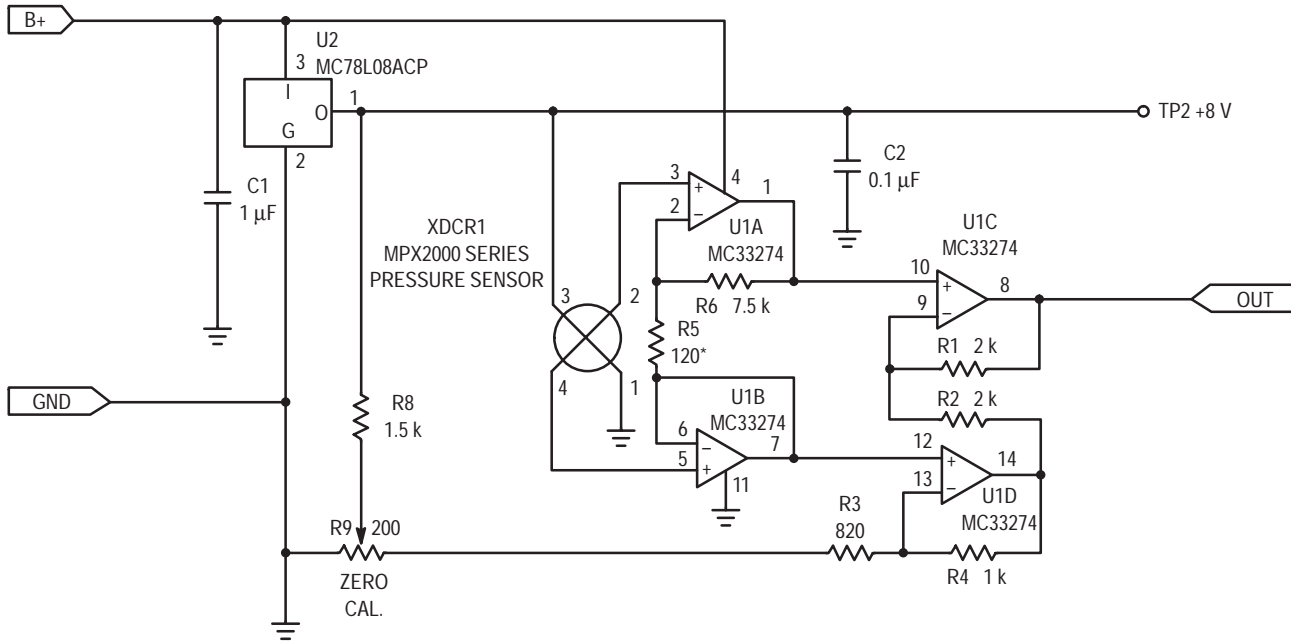 B+
U2
MC78L08ACP
3
I
O
1
G
2
TP2 +8 V
C1
1 µF
C2
0.1 µF
XDCR1
MPX2000 SERIES
PRESSURE SENSOR
3
2
4
1
3
+
2
–
4
1
U1A
MC33274
R6 7.5 k
R5
120*
U1B
MC33274
6
–
5
+
7
11
U1C
MC33274
10
+
9
–
8
OUT
R1 2 k
R2 2 k
12
+
13
–
14
U1D
MC33274
R3
820
R4 1 k
GND
R8
1.5 k
R9 200
ZERO
CAL.